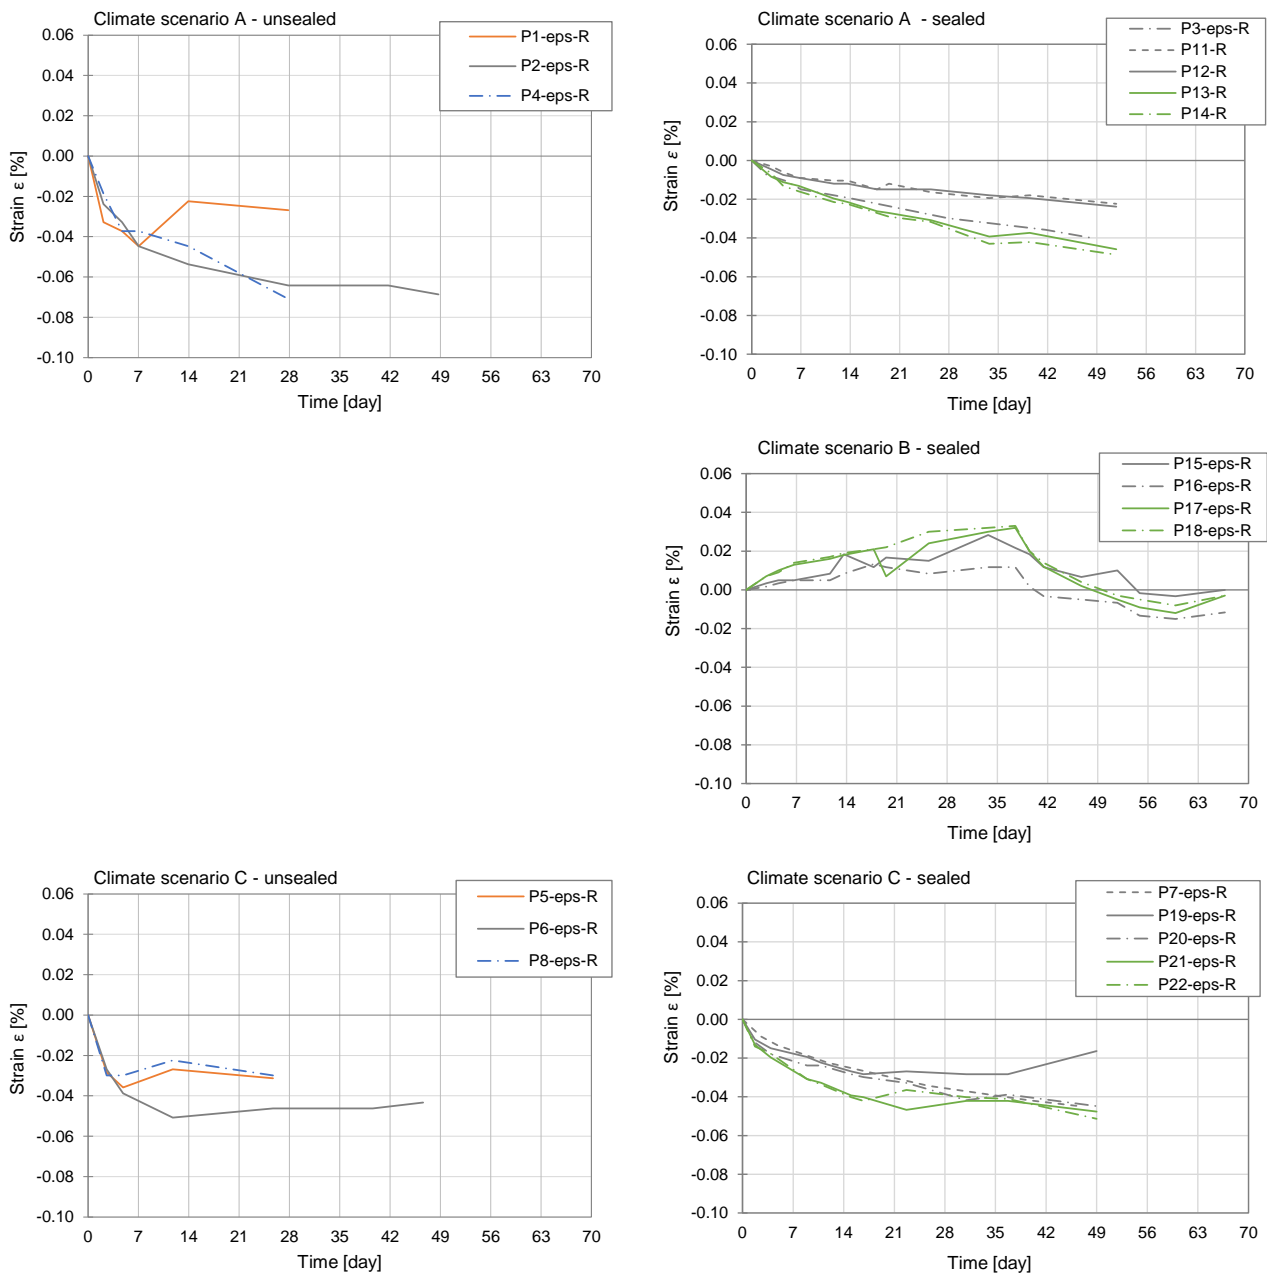 Climate scenario A - unsealed
P1-eps-R
P2-eps-R
P4-eps-R
0.06
0.04
0.02
0.00
-0.02
-0.04
-0.06
-0.08
-0.10
Strain ε [%]
0 7 14 21 28 35 42 49 56 63 70
Time [day]
Climate scenario A - sealed
P3-eps-R
P11-R
P12-R
P13-R
P14-R
0.06
0.04
0.02
0.00
-0.02
-0.04
-0.06
-0.08
-0.10
Strain ε [%]
0 7 14 21 28 35 42 49 56 63 70
Time [day]
Climate scenario B - sealed
P15-eps-R
P16-eps-R
P17-eps-R
P18-eps-R
0.06
0.04
0.02
0.00
-0.02
-0.04
-0.06
-0.08
-0.10
Strain ε [%]
0 7 14 21 28 35 42 49 56 63 70
Time [day]
Climate scenario C - unsealed
P5-eps-R
P6-eps-R
P8-eps-R
0.06
0.04
0.02
0.00
-0.02
-0.04
-0.06
-0.08
-0.10
Strain ε [%]
0 7 14 21 28 35 42 49 56 63 70
Time [day]
Climate scenario C - sealed
P7-eps-R
P19-eps-R
P20-eps-R
P21-eps-R
P22-eps-R
0.06
0.04
0.02
0.00
-0.02
-0.04
-0.06
-0.08
-0.10
Strain ε [%]
0 7 14 21 28 35 42 49 56 63 70
Time [day]